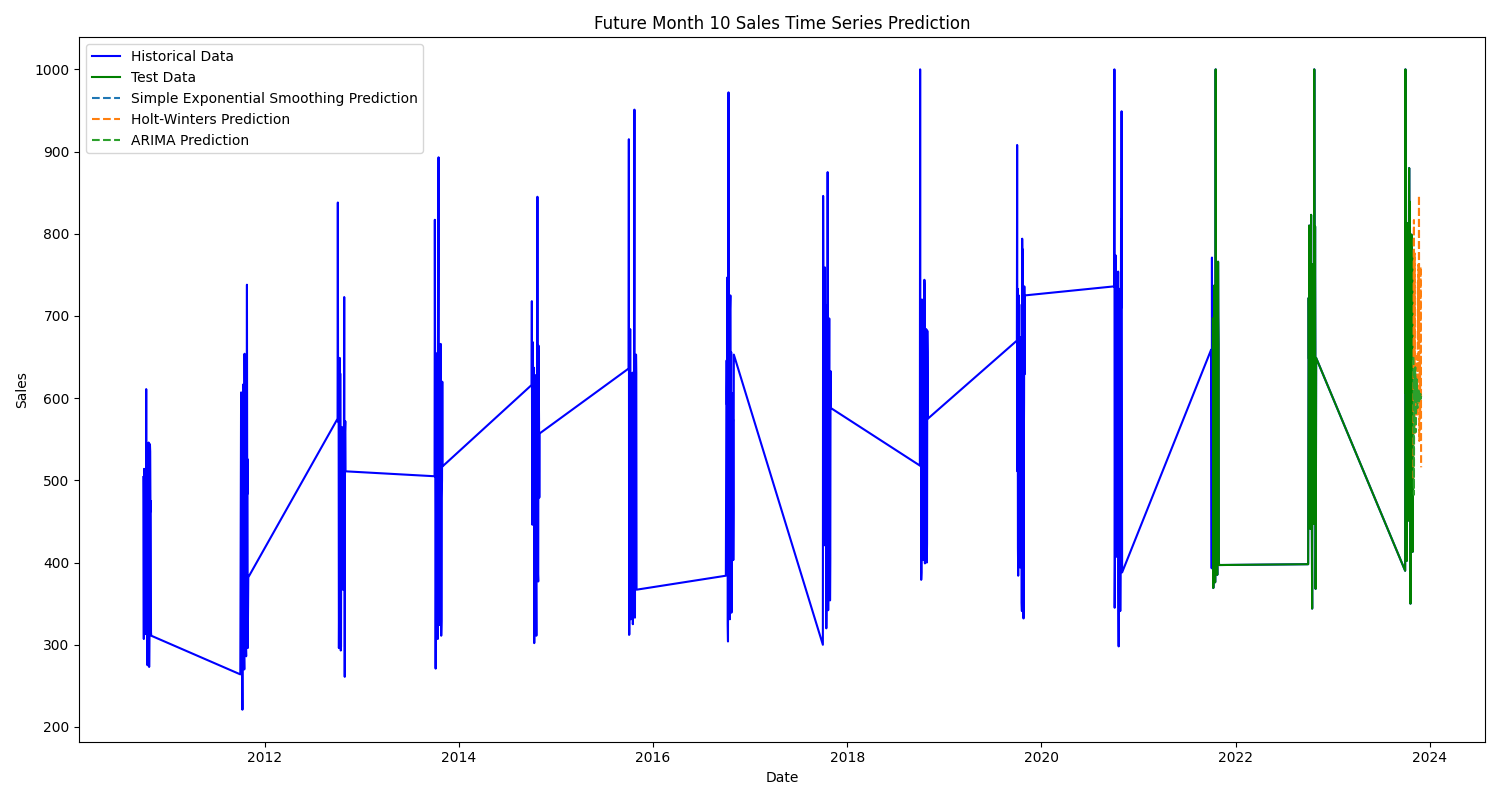 Future Month 10 Sales Time Series Prediction
Historical Data
Test Data
Simple Exponential Smoothing Prediction
Holt-Winters Prediction
ARIMA Prediction
1000
900
800
700
600
500
400
300
200
Sales
2012 2014 2016 2018 2020 2022 2024
Date